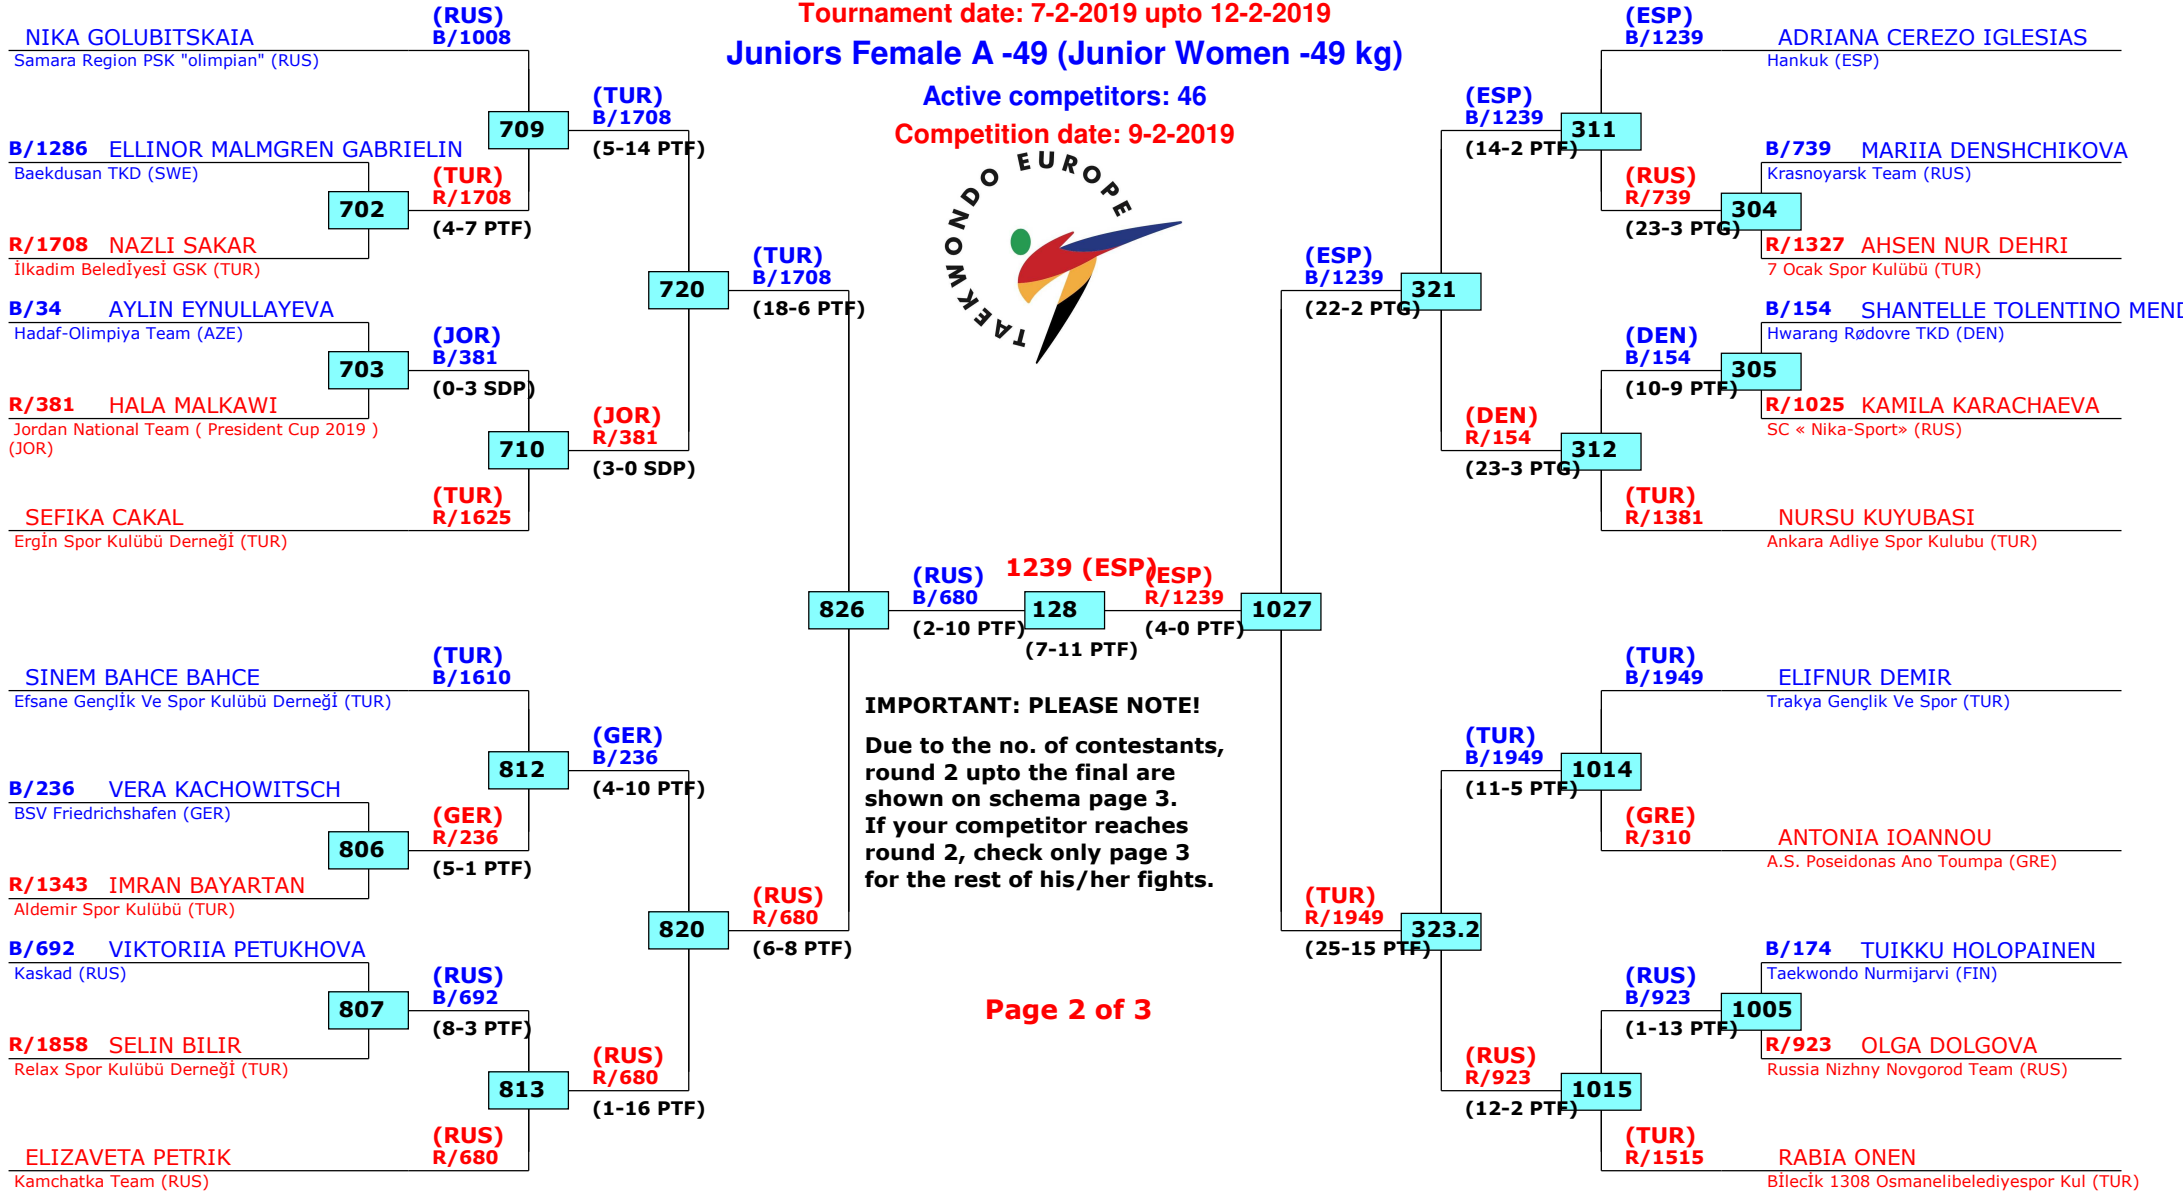 Tournament date: 7-2-2019 upto 12-2-2019
Juniors Female A -49 (Junior Women -49 kg)
Active competitors: 46
Competition date: 9-2-2019
TAEKWONDO EUROPE
(RUS)
NIKA GOLUBITSKAIA B/1008
Samara Region PSK "olimpian" (RUS)
709
(TUR)
B/1708
(5-14 PTF)
B/1286 ELLINOR MALMGREN GABRIELIN
Baekdusan TKD (SWE)
702
(TUR)
R/1708
(4-7 PTF)
R/1708 NAZLI SAKAR
İlkadim Beledİyesİ GSK (TUR)
720
(TUR)
B/1708
(18-6 PTF)
B/34 AYLIN EYNULLAYEVA
Hadaf-Olimpiya Team (AZE)
703
(JOR)
B/381
(0-3 SDP)
R/381 HALA MALKAWI
Jordan National Team ( President Cup 2019 )
(JOR)
710
(JOR)
R/381
(3-0 SDP)
(TUR)
SEFIKA CAKAL R/1625
Ergİn Spor Kulübü Derneğİ (TUR)
826
(RUS)
B/680
(2-10 PTF)
1239 (ESP)
128
(7-11 PTF)
(ESP)
R/1239
(4-0 PTF)
1027
(TUR)
SINEM BAHCE BAHCE B/1610
Efsane Gençlİk Ve Spor Kulübü Derneğİ (TUR)
812
(GER)
B/236
(4-10 PTF)
B/236 VERA KACHOWITSCH
BSV Friedrichshafen (GER)
806
(GER)
R/236
(5-1 PTF)
R/1343 IMRAN BAYARTAN
Aldemir Spor Kulübü (TUR)
820
(RUS)
R/680
(6-8 PTF)
B/692 VIKTORIIA PETUKHOVA
Kaskad (RUS)
807
(RUS)
B/692
(8-3 PTF)
R/1858 SELIN BILIR
Relax Spor Kulübü Derneğİ (TUR)
813
(RUS)
R/680
(1-16 PTF)
(RUS)
ELIZAVETA PETRIK R/680
Kamchatka Team (RUS)
IMPORTANT: PLEASE NOTE!
Due to the no. of contestants,
round 2 upto the final are
shown on schema page 3.
If your competitor reaches
round 2, check only page 3
for the rest of his/her fights.
Page 2 of 3
(ESP)
B/1239 ADRIANA CEREZO IGLESIAS
Hankuk (ESP)
(ESP)
B/1239
(14-2 PTF)
311
B/739 MARIIA DENSHCHIKOVA
Krasnoyarsk Team (RUS)
(RUS)
R/739
(23-3 PTG)
304
R/1327 AHSEN NUR DEHRI
7 Ocak Spor Kulübü (TUR)
(ESP)
B/1239
(22-2 PTG)
321
B/154 SHANTELLE TOLENTINO
Hwarang Rødovre TKD (DEN)
(DEN)
B/154
(10-9 PTF)
305
R/1025 KAMILA KARACHAEVA
SC « Nika-Sport» (RUS)
(DEN)
R/154
(23-3 PTG)
312
(TUR)
R/1381 NURSU KUYUBASI
Ankara Adliye Spor Kulubu (TUR)
(TUR)
B/1949 ELIFNUR DEMIR
Trakya Gençlik Ve Spor (TUR)
(TUR)
B/1949
(11-5 PTF)
1014
(GRE)
R/310 ANTONIA IOANNOU
A.S. Poseidonas Ano Toumpa (GRE)
(TUR)
R/1949
(25-15 PTF)
323.2
B/174 TUIKKU HOLOPAINEN
Taekwondo Nurmijarvi (FIN)
(RUS)
B/923
(1-13 PTF)
1005
R/923 OLGA DOLGOVA
Russia Nizhny Novgorod Team (RUS)
(RUS)
R/923
(12-2 PTF)
1015
(TUR)
R/1515 RABIA ONEN
Bİlecİk 1308 Osmanelibelediyespor Kul (TUR)